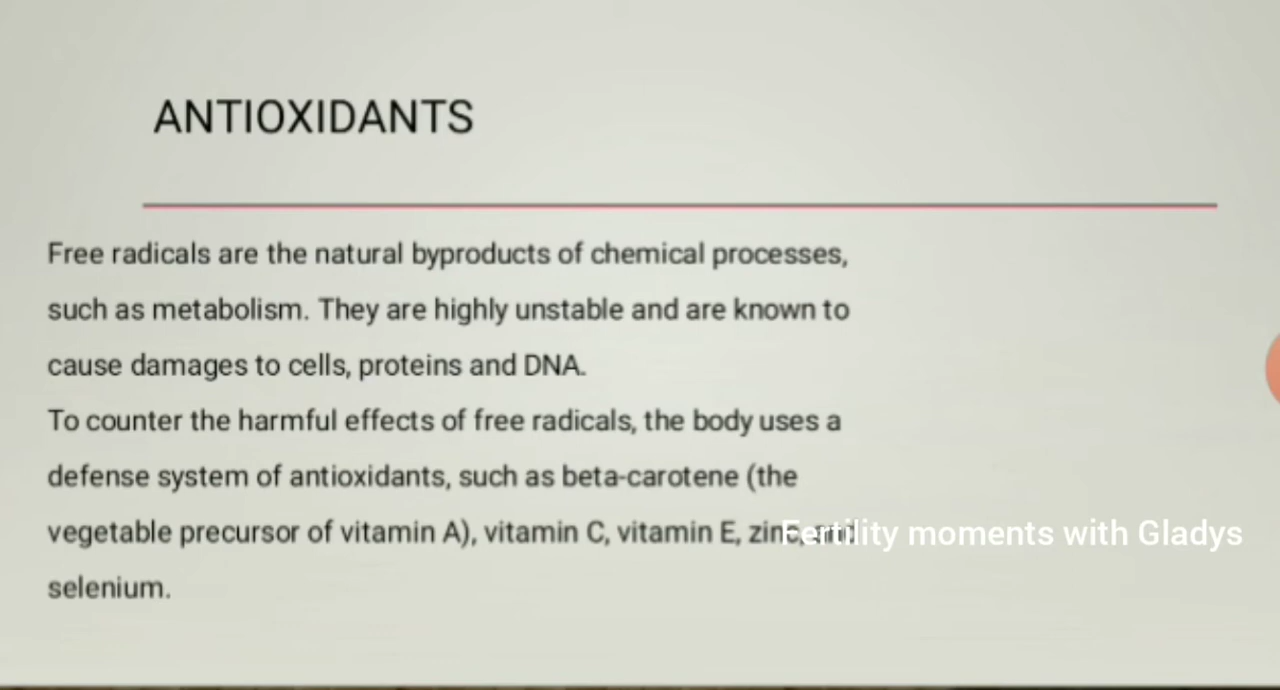 ANTIOXIDANTS
Free radicals are the natural byproducts of chemical processes,
such as metabolism. They are highly unstable and are known to
cause damages to cells, proteins and DNA.
To counter the harmful effects of free radicals, the body uses a
defense system of antioxidants, such as beta-carotene (the
vegetable precursor of vitamin A), vitamin C, vitamin E, zinc, and
Fertility moments with Gladys
selenium.